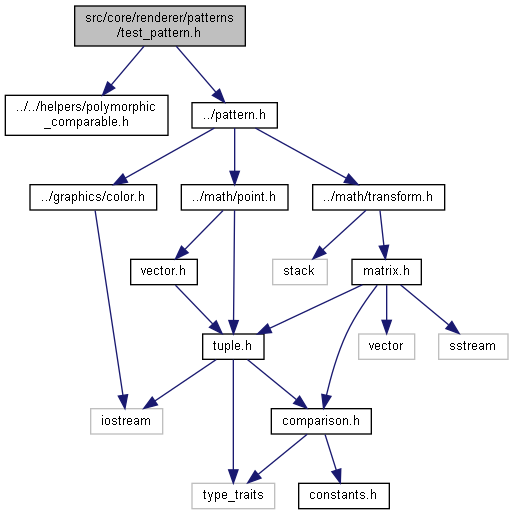 src/core/renderer/patterns
/test_pattern.h
../../helpers/polymorphic
_comparable.h
../pattern.h
../graphics/color.h
../math/point.h
../math/transform.h
vector.h
stack
matrix.h
tuple.h
vector
sstream
iostream
comparison.h
type_traits
constants.h